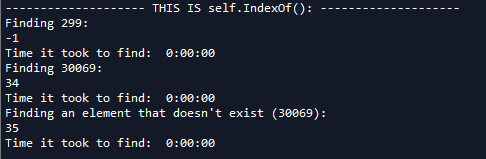 -------------------- THIS IS self.IndexOf(): --------------------
Finding 299:
-1
Time it took to find:  0:00:00
Finding 30069:
34
Time it took to find:  0:00:00
Finding an element that doesn't exist (30069):
35
Time it took to find:  0:00:00